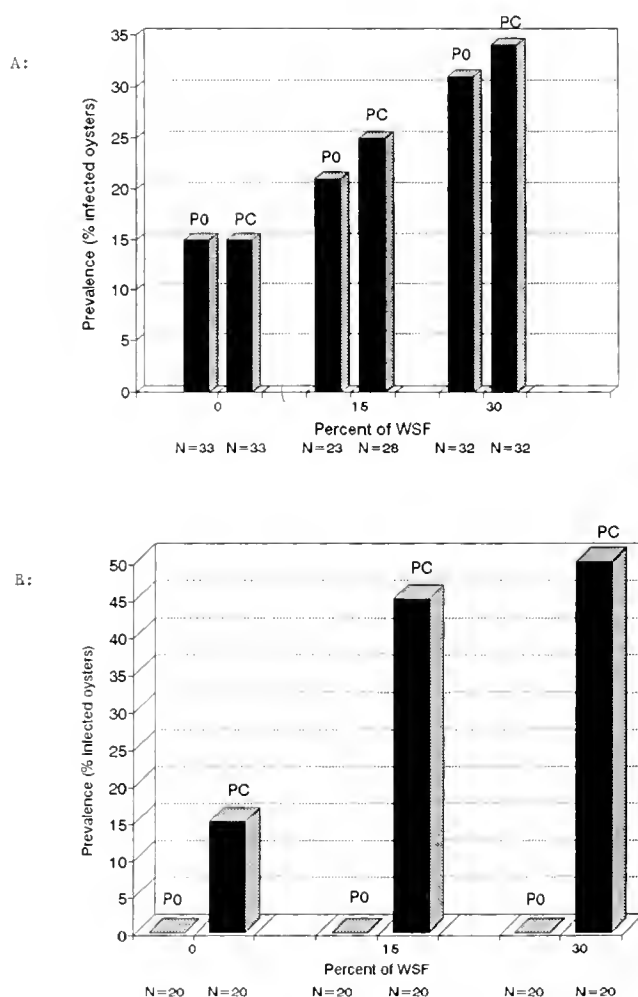 A:
Prevalence (% infected oysters)
35
30
25
20
15
10
5
0
PO PC
PO PC
PO PC
0 15 30
Percent of WSF
N=33 N=33 N=23 N=28 N=32 N=32
B:
Prevalence (% infected oysters)
50
45
40
35
30
25
20
15
10
5
0
PO PC
PO PC
PO PC
0 15 30
Percent of WSF
N=20 N=20 N=20 N=20 N=20 N=20